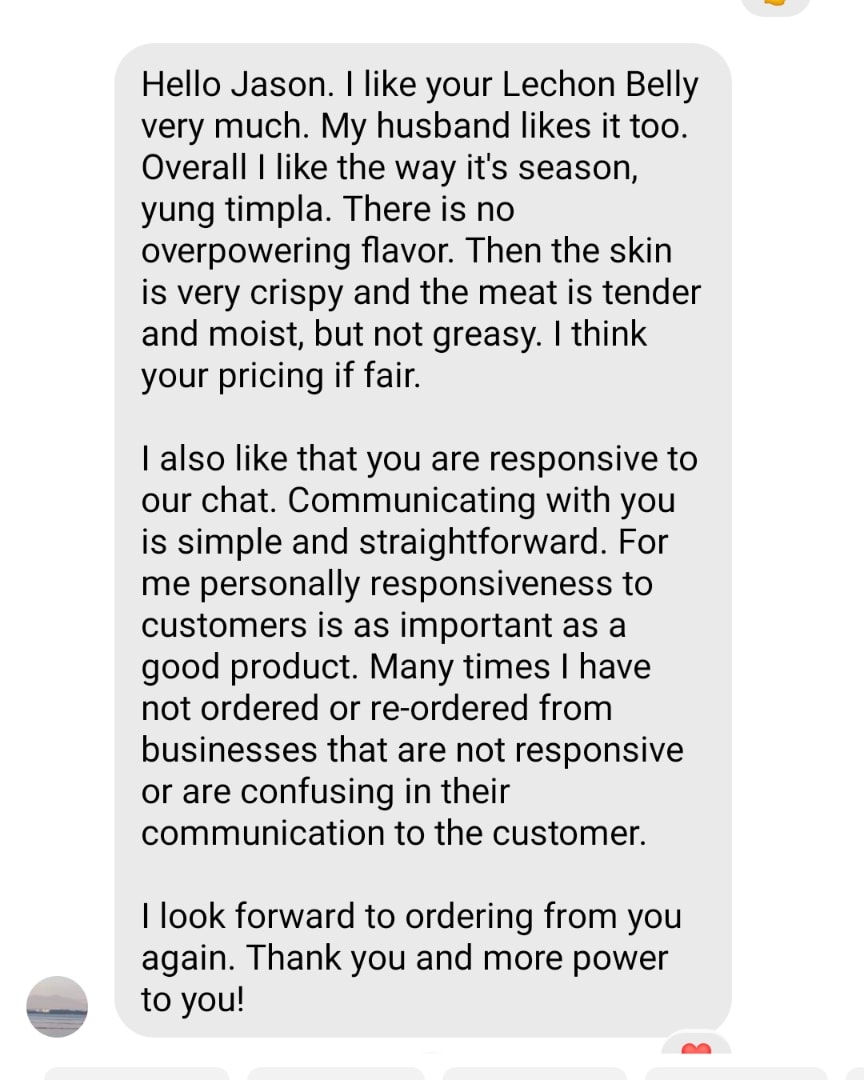 Hello Jason. I like your Lechon Belly
very much. My husband likes it too.
Overall I like the way it's season,
yung timpla. There is no
overpowering flavor. Then the skin
is very crispy and the meat is tender
and moist, but not greasy. I think
your pricing if fair.
I also like that you are responsive to
our chat. Communicating with you
is simple and straightforward. For
me personally responsiveness to
customers is as important as a
good product. Many times I have
not ordered or re-ordered from
businesses that are not responsive
or are confusing in their
communication to the customer.
I look forward to ordering from you
again. Thank you and more power
to you!